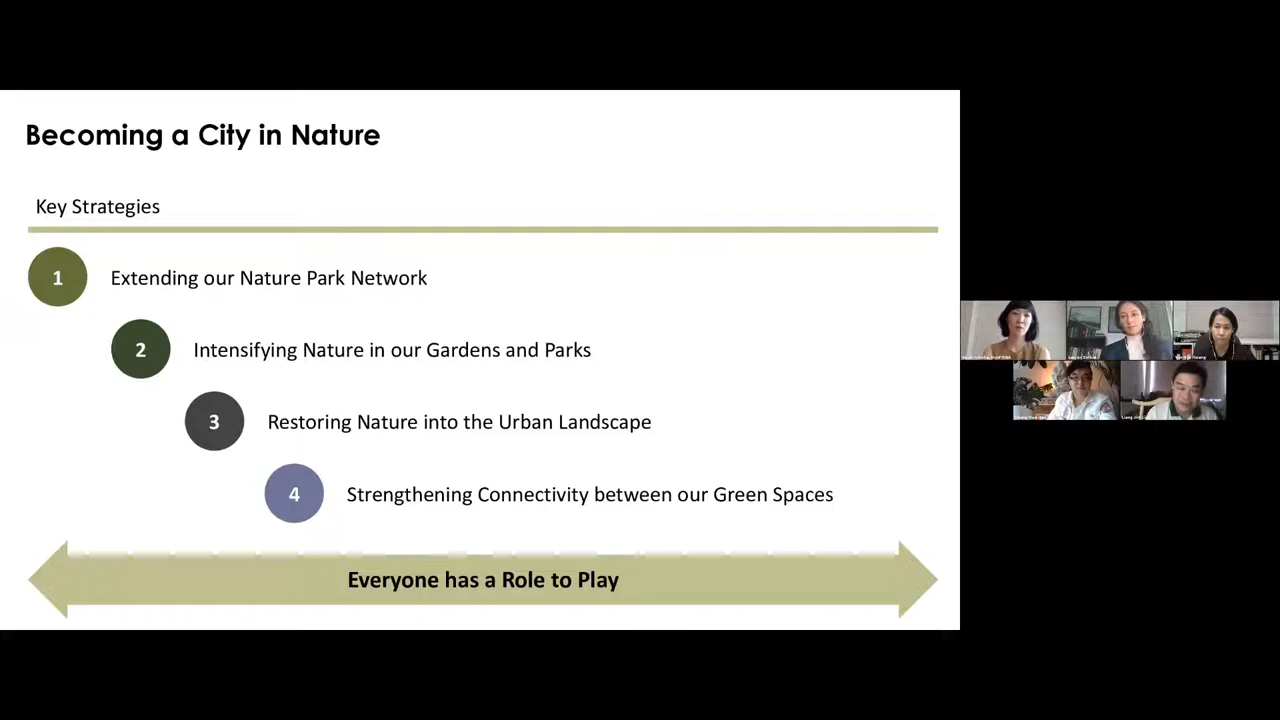 Becoming a City in Nature
Key Strategies
1
Extending our Nature Park Network
2
Intensifying Nature in our Gardens and Parks
3
Restoring Nature into the Urban Landscape
4
Strengthening Connectivity between our Green Spaces
Everyone has a Role to Play